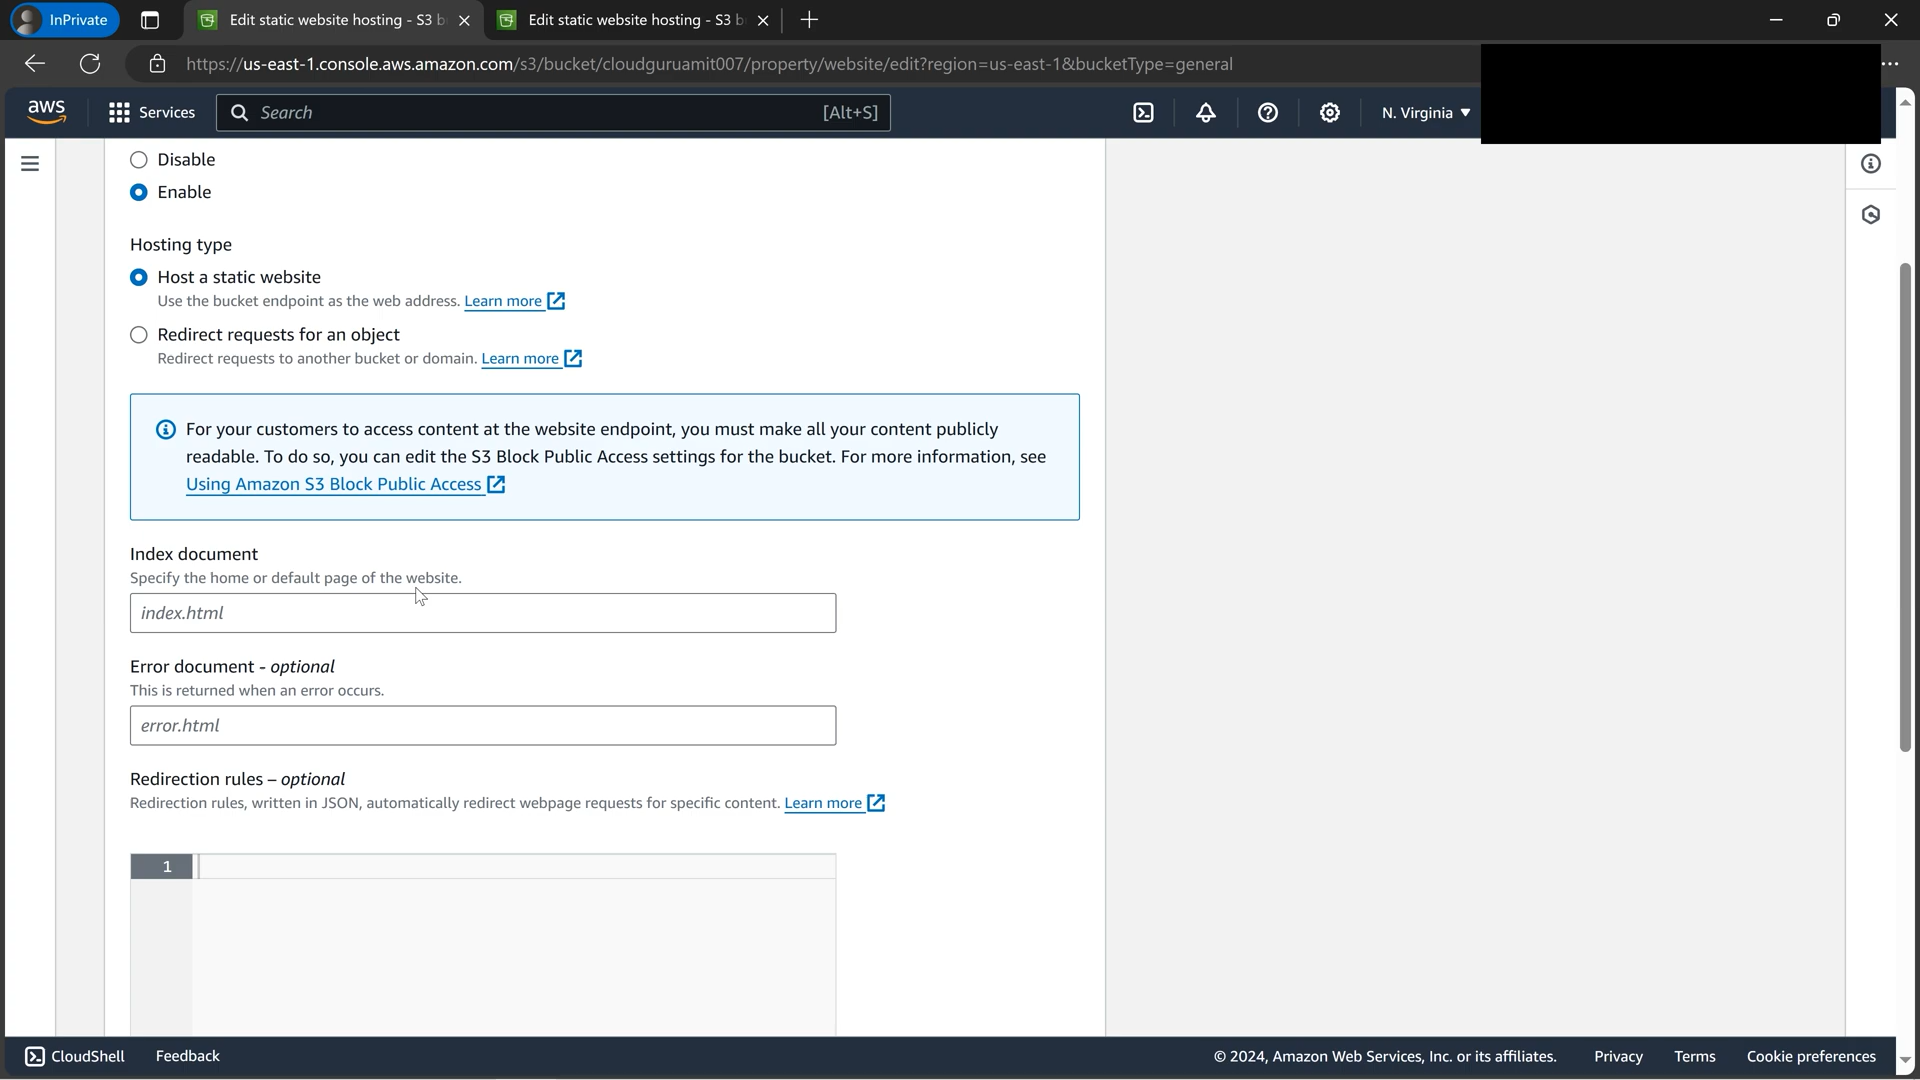 InPrivate
Edit static website hosting - S3 b
Edit static website hosting - S3 b
https://us-east-1.console.aws.amazon.com/s3/bucket/cloudguruamit007/property/website/edit?region=us-east-1&bucketType=general
aws
Services
Search
[Alt+S]
N. Virginia
Disable
Enable
Hosting type
Host a static website
Use the bucket endpoint as the web address. Learn more
Redirect requests for an object
Redirect requests to another bucket or domain. Learn more
For your customers to access content at the website endpoint, you must make all your content publicly
readable. To do so, you can edit the S3 Block Public Access settings for the bucket. For more information, see
Using Amazon S3 Block Public Access
Index document
Specify the home or default page of the website.
index.html
Error document - optional
This is returned when an error occurs.
error.html
Redirection rules – optional
Redirection rules, written in JSON, automatically redirect webpage requests for specific content. Learn more
1
CloudShell
Feedback
© 2024, Amazon Web Services, Inc. or its affiliates.
Privacy
Terms
Cookie preferences